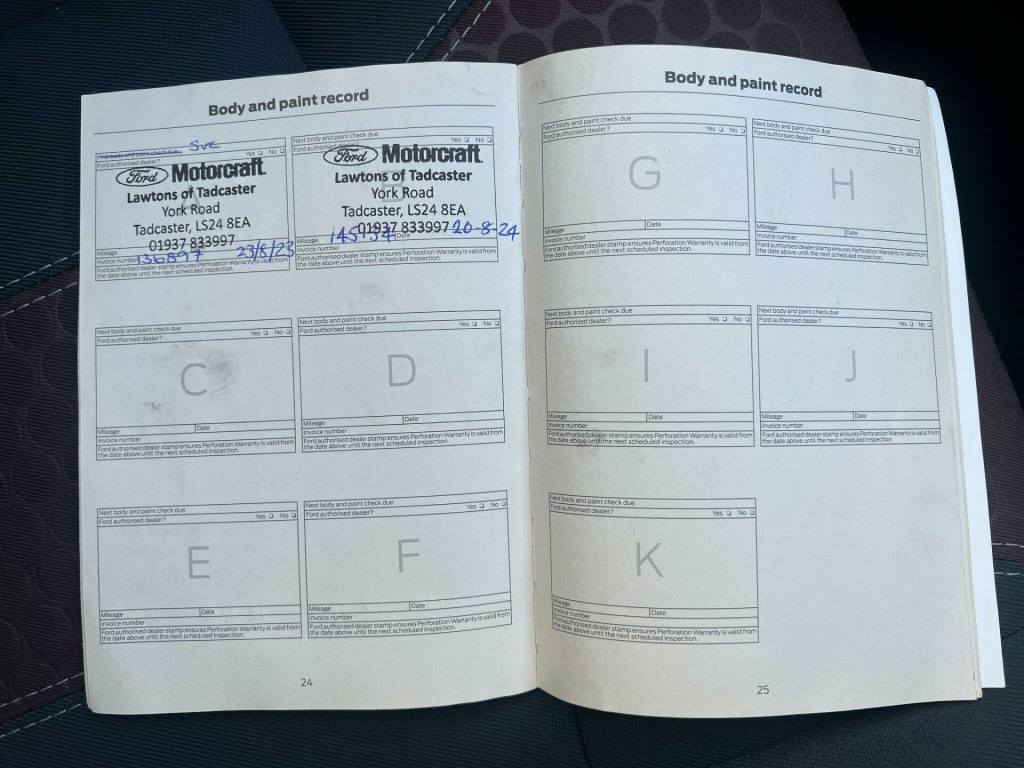 Body and paint record
Next body and paint check due Svc
Ford authorised dealer? Yes No
A
Ford Motorcraft
Lawtons of Tadcaster
York Road
Tadcaster, LS24 8EA
01937 833997
Invoice number 136897 23/8/23
Ford authorised dealer stamp ensures Perforation Warranty is valid from
the date above until the next scheduled inspection.
Next body and paint check due
Ford authorised dealer? Yes No
Ford Motorcraft.
Lawtons of Tadcaster
York Road
Tadcaster, LS24 8EA
01937 833997 20-8-24
Mileage Date
Invoice number
Ford authorised dealer stamp ensures Perforation Warranty is valid from
the date above until the next scheduled inspection.
Next body and paint check due
Ford authorised dealer? Yes No
C
Mileage Date
Invoice number
Ford authorised dealer stamp ensures Perforation Warranty is valid from
the date above until the next scheduled inspection.
Next body and paint check due
Ford authorised dealer? Yes No
D
Mileage Date
Invoice number
Ford authorised dealer stamp ensures Perforation Warranty is valid from
the date above until the next scheduled inspection.
Next body and paint check due
Ford authorised dealer? Yes No
E
Mileage Date
Invoice number
Ford authorised dealer stamp ensures Perforation Warranty is valid from
the date above until the next scheduled inspection.
Next body and paint check due
Ford authorised dealer? Yes No
F
Mileage Date
Invoice number
Ford authorised dealer stamp ensures Perforation Warranty is valid from
the date above until the next scheduled inspection.
24
Body and paint record
Next body and paint check due
Ford authorised dealer? Yes No
G
Mileage Date
Invoice number
Ford authorised dealer stamp ensures Perforation Warranty is valid from
the date above until the next scheduled inspection.
Next body and paint check due
Ford authorised dealer? Yes No
H
Mileage Date
Invoice number
Ford authorised dealer stamp ensures Perforation Warranty is valid from
the date above until the next scheduled inspection.
Next body and paint check due
Ford authorised dealer? Yes No
I
Mileage Date
Invoice number
Ford authorised dealer stamp ensures Perforation Warranty is valid from
the date above until the next scheduled inspection.
Next body and paint check due
Ford authorised dealer? Yes No
J
Mileage Date
Invoice number
Ford authorised dealer stamp ensures Perforation Warranty is valid from
the date above until the next scheduled inspection.
Next body and paint check due
Ford authorised dealer? Yes No
K
Mileage Date
Invoice number
Ford authorised dealer stamp ensures Perforation Warranty is valid from
the date above until the next scheduled inspection.
25